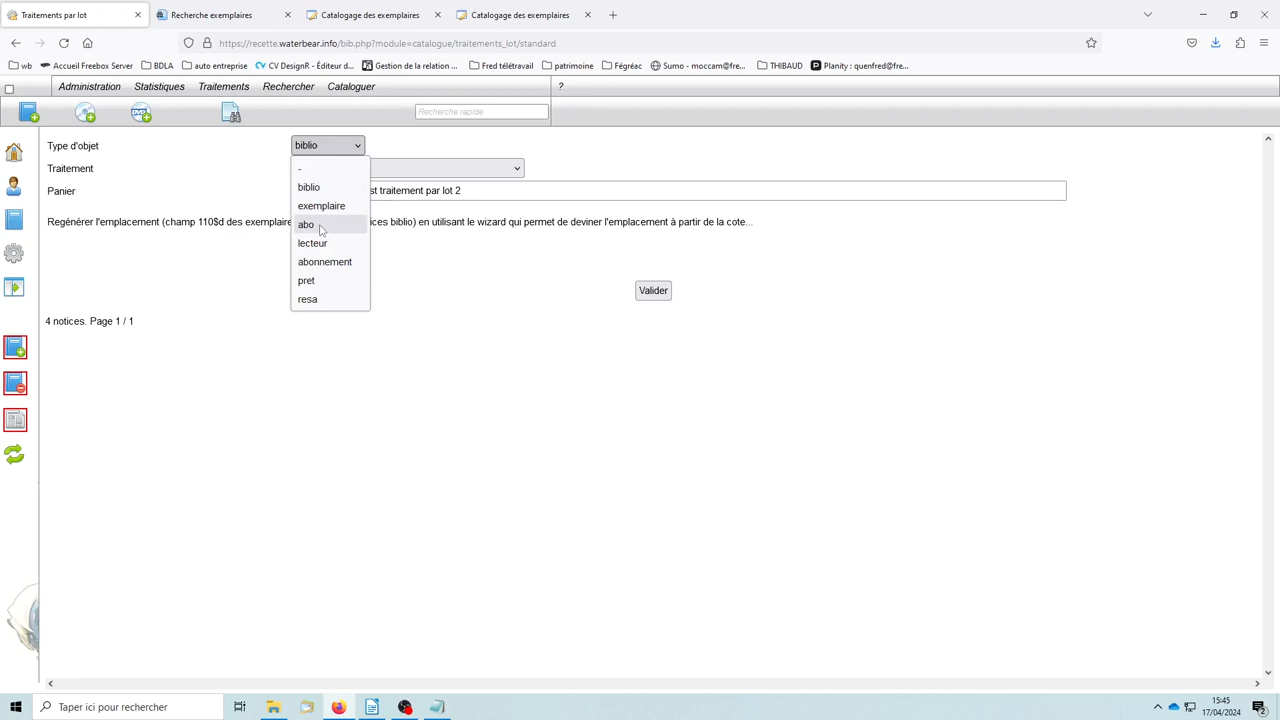 Traitements par lot
Recherche exemplaires
Catalogage des exemplaires
Catalogage des exemplaires
https://recette.waterbear.info/bib.php?module=catalogue/traitements_lot/standard
wb
Accueil Freebox Server
BDLA
auto entreprise
CV DesignR - Éditeur d...
Gestion de la relation ...
Fred télétravail
patrimoine
Fégréac
Sumo - moccam@fre...
THIBAUD
Planity : quenfred@fre...
Administration
Statistiques
Traitements
Rechercher
Cataloguer
?
Recherche rapide
Type d'objet
biblio
Traitement
Panier
st traitement par lot 2
-
biblio
exemplaire
abo
lecteur
abonnement
pret
resa
Regénérer l'emplacement (champ 110$d des exemplaire
ices biblio) en utilisant le wizard qui permet de deviner l'emplacement à partir de la cote...
Valider
4 notices. Page 1 / 1
Taper ici pour rechercher
15:45
17/04/2024
2